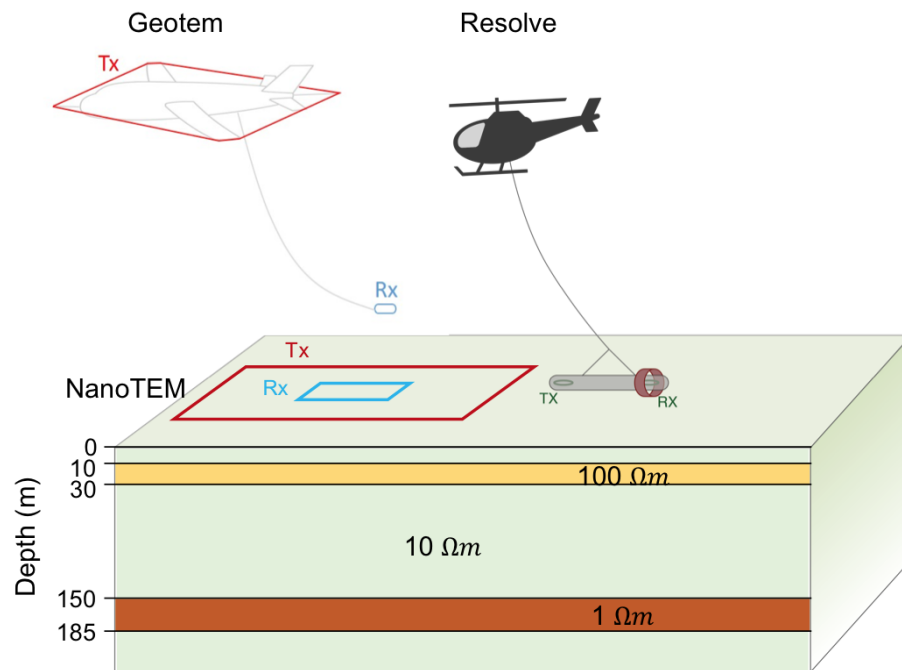 Geotem
Resolve
Tx
Rx
Tx
NanoTEM
Rx
TX
RX
0
10
100 Ωm
30
Depth (m)
10 Ωm
150
1 Ωm
185